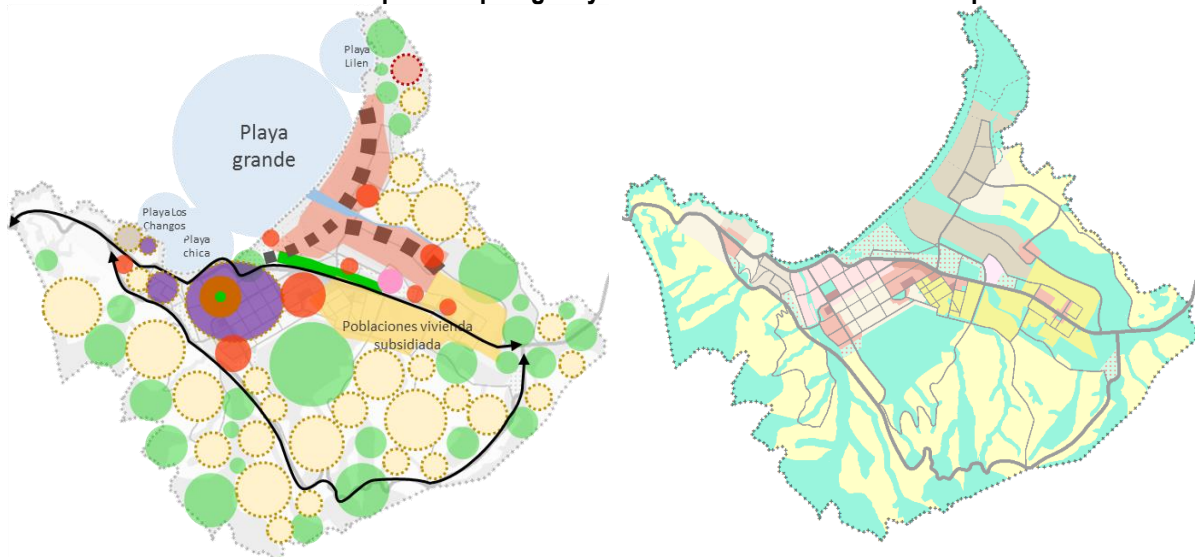 Playa
Lilen
Playa
grande
Playa Los
Changos
Playa
chica
Poblaciones vivienda
subsidiada